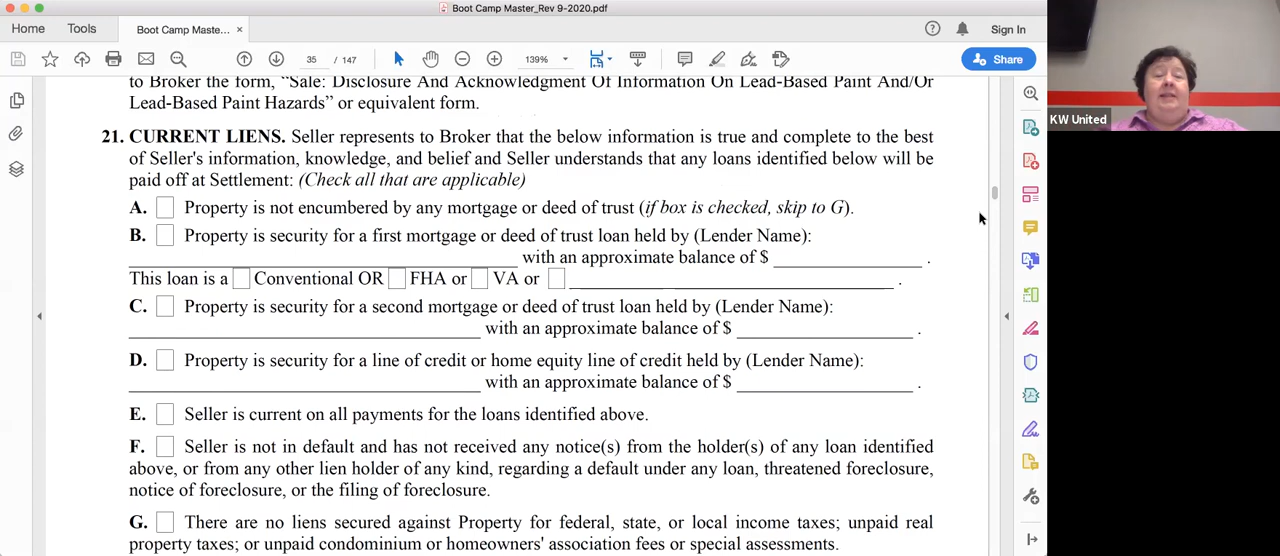 Boot Camp Master_Rev 9-2020.pdf
Home Tools Boot Camp Maste... × Sign In
35 / 147 139% Share
to Broker the form, “Sale: Disclosure And Acknowledgment Of Information On Lead-Based Paint And/Or
Lead-Based Paint Hazards” or equivalent form.
21. CURRENT LIENS. Seller represents to Broker that the below information is true and complete to the best
of Seller's information, knowledge, and belief and Seller understands that any loans identified below will be
paid off at Settlement: (Check all that are applicable)
A. Property is not encumbered by any mortgage or deed of trust (if box is checked, skip to G).
B. Property is security for a first mortgage or deed of trust loan held by (Lender Name):
with an approximate balance of $ .
This loan is a Conventional OR FHA or VA or .
C. Property is security for a second mortgage or deed of trust loan held by (Lender Name):
with an approximate balance of $ .
D. Property is security for a line of credit or home equity line of credit held by (Lender Name):
with an approximate balance of $ .
E. Seller is current on all payments for the loans identified above.
F. Seller is not in default and has not received any notice(s) from the holder(s) of any loan identified
above, or from any other lien holder of any kind, regarding a default under any loan, threatened foreclosure,
notice of foreclosure, or the filing of foreclosure.
G. There are no liens secured against Property for federal, state, or local income taxes; unpaid real
property taxes; or unpaid condominium or homeowners' association fees or special assessments.
KW United